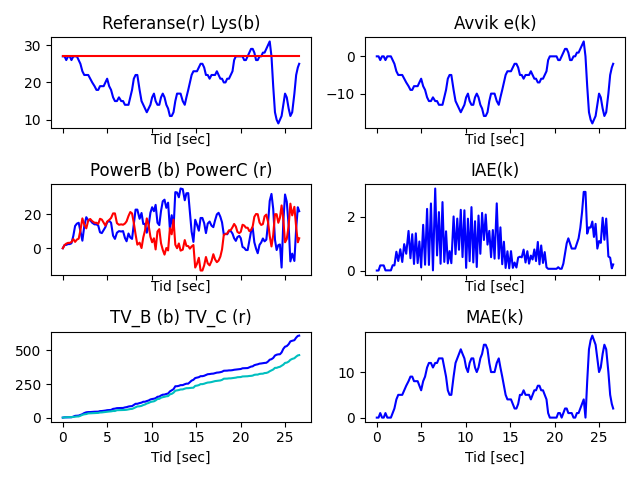 Referanse(r) Lys(b)
30
20
10
Tid [sec]
Avvik e(k)
0
−10
Tid [sec]
PowerB (b) PowerC (r)
20
0
Tid [sec]
IAE(k)
2
0
Tid [sec]
TV_B (b) TV_C (r)
500
250
0
0 5 10 15 20 25
Tid [sec]
MAE(k)
10
0
0 5 10 15 20 25
Tid [sec]